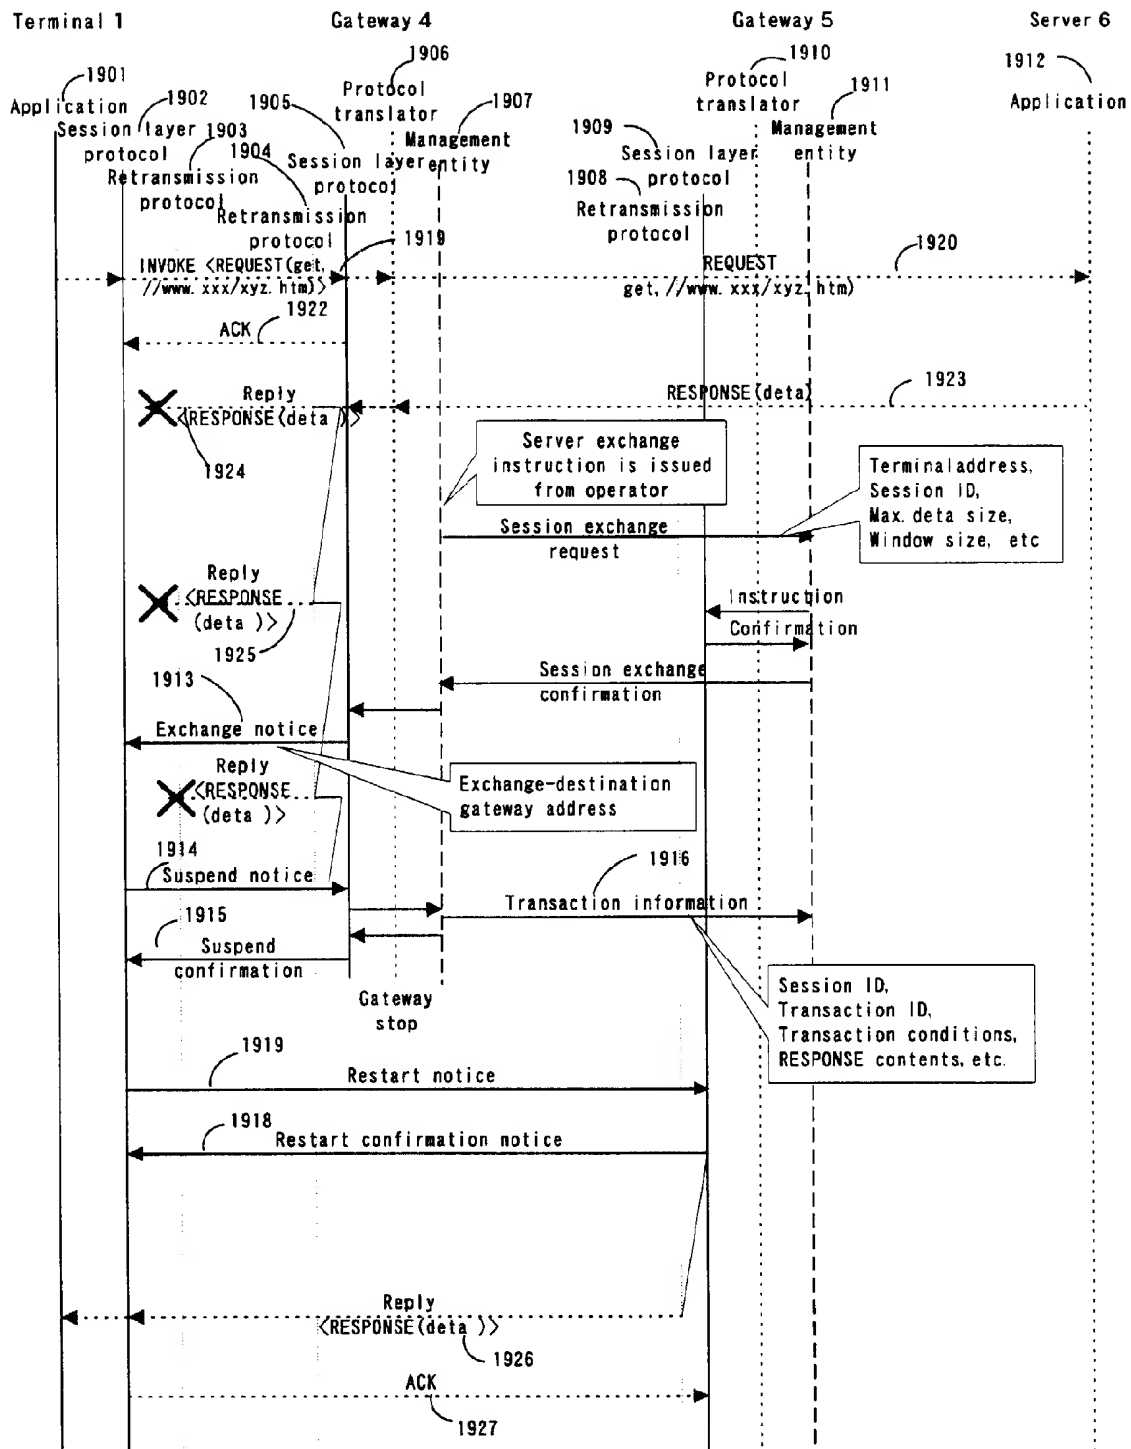 Terminal 1
Gateway 4
Gateway 5
Server 6
1901
Application
1902
Session layer
protocol
1903
Retransmission
protocol
1904
Retransmission
protocol
1905
Session layer
protocol
1906
Protocol
translator
1907
Management
entity
1908
Retransmission
protocol
1909
Session layer
protocol
1910
Protocol
translator
1911
Management
entity
1912
Application
INVOKE <REQUEST(get,
//www. xxx/xyz. htm)>
1919
REQUEST
get, //www. xxx/xyz. htm)
1920
ACK
1922
Reply
<RESPONSE(deta )>
1924
RESPONSE(deta)
1923
Server exchange
instruction is issued
from operator
Terminaladdress,
Session ID,
Max. deta size,
Window size, etc
Session exchange
request
Reply
<RESPONSE
(deta )>
1925
Instruction
Confirmation
Session exchange
confirmation
1913
Exchange notice
Exchange-destination
gateway address
Reply
<RESPONSE
(deta )>
1914
Suspend notice
1916
Transaction information
1915
Suspend
confirmation
Session ID,
Transaction ID,
Transaction conditions,
RESPONSE contents, etc.
Gateway
stop
1919
Restart notice
1918
Restart confirmation notice
Reply
<RESPONSE(deta )>
1926
ACK
1927